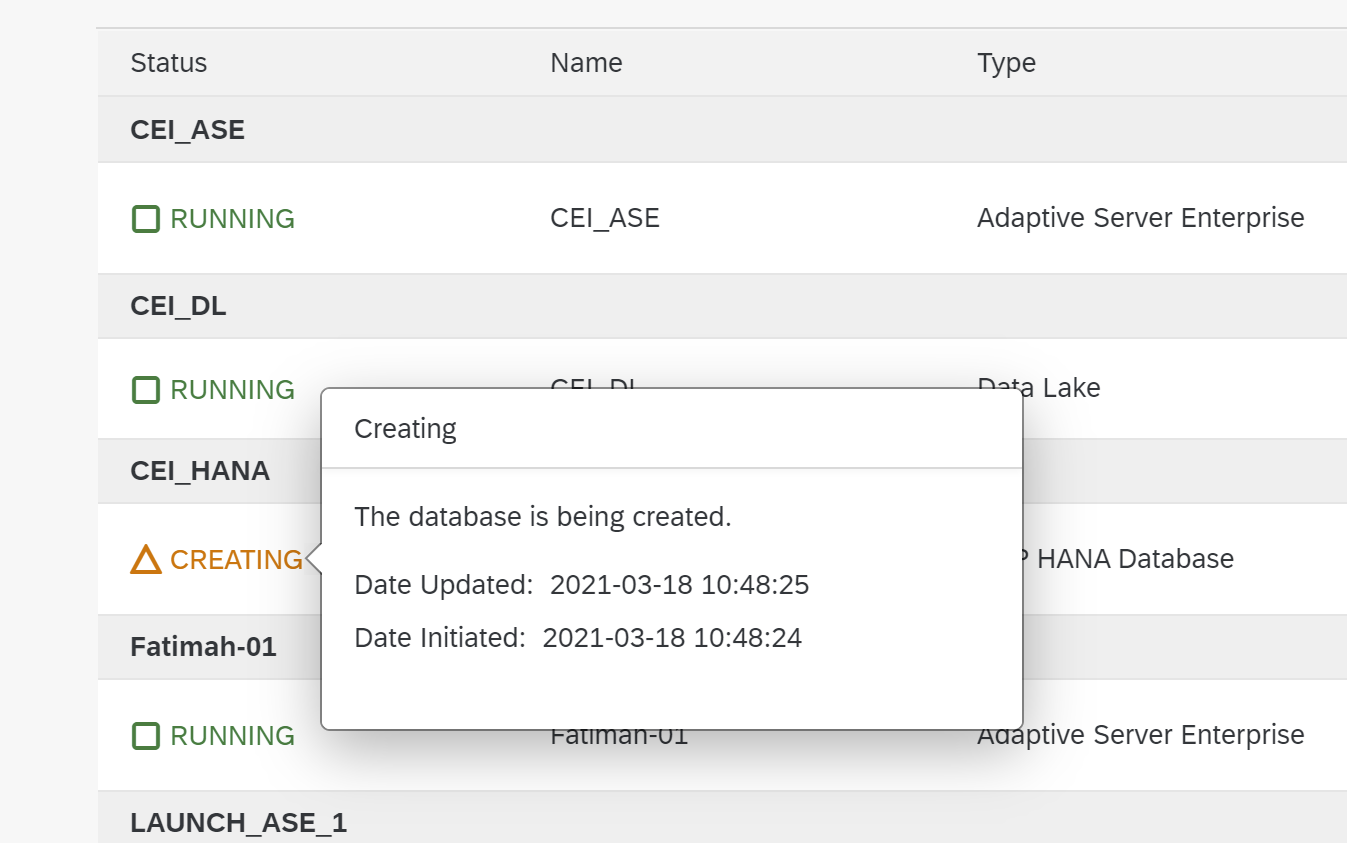 Status Name Type
CEI_ASE
RUNNING CEI_ASE Adaptive Server Enterprise
CEI_DL
RUNNING CEI_DL Data Lake
Creating
CEI_HANA
The database is being created.
CREATING HANA Database
Date Updated: 2021-03-18 10:48:25
Date Initiated: 2021-03-18 10:48:24
Fatimah-01
RUNNING Fatimah-01 Adaptive Server Enterprise
LAUNCH_ASE_1